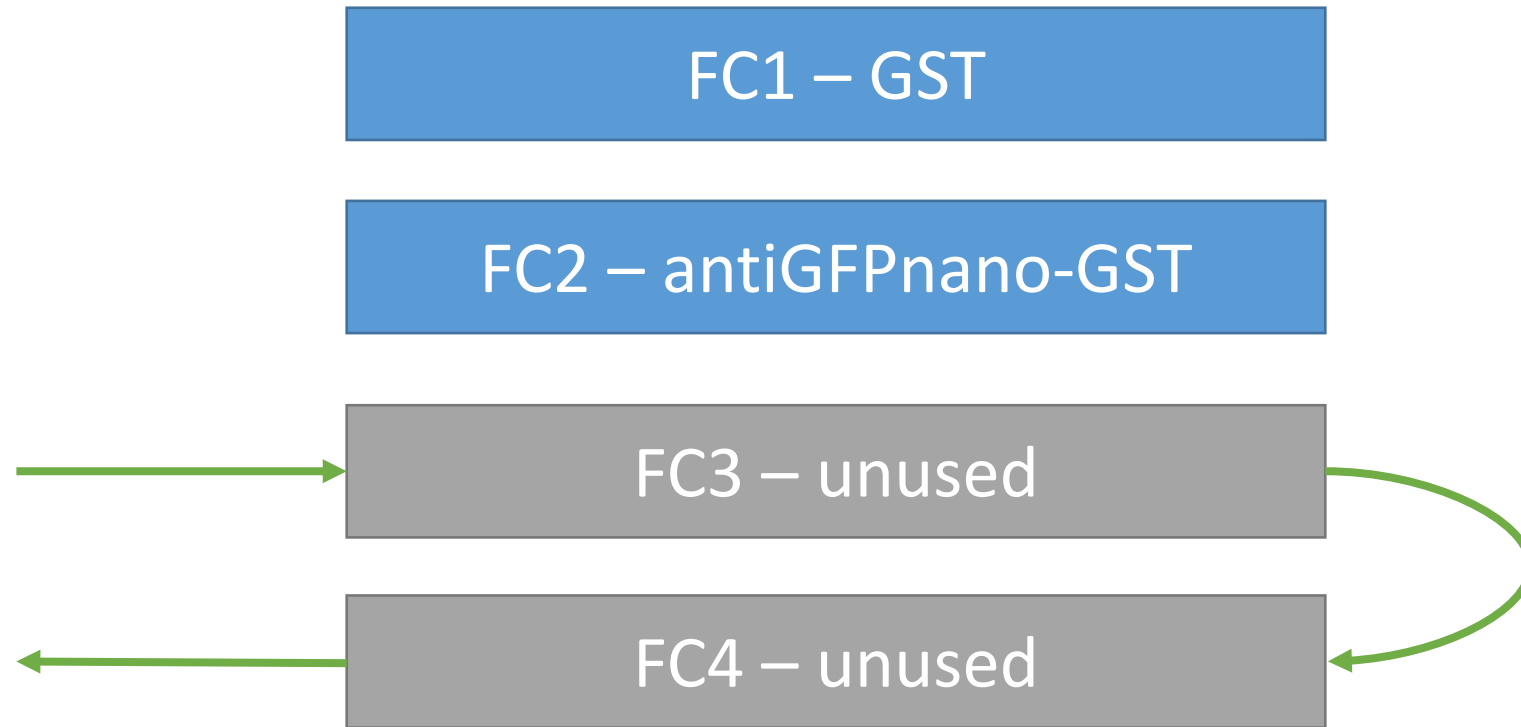 FC1 – GST
FC2 – antiGFPnano-GST
FC3 – unused
FC4 – unused